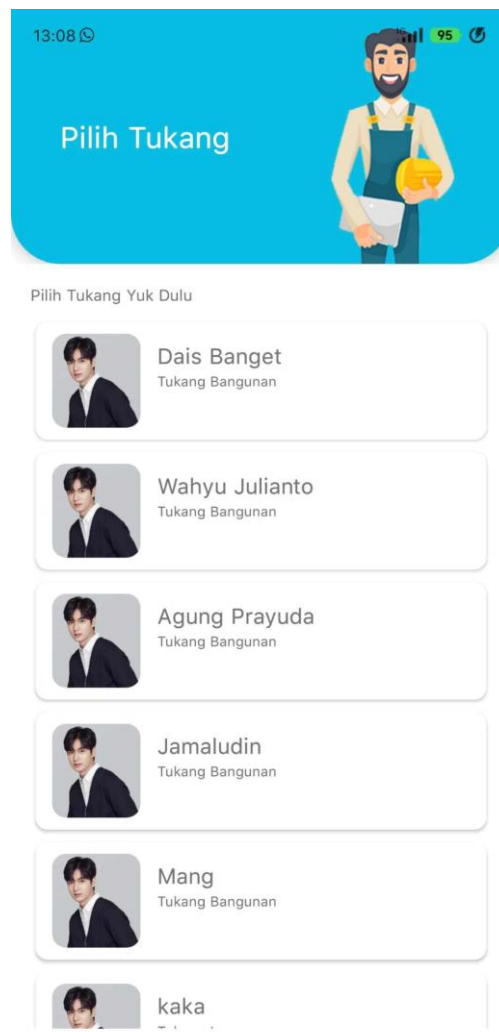 13:08
95
Pilih Tukang
Pilih Tukang Yuk Dulu
Dais Banget
Tukang Bangunan
Wahyu Julianto
Tukang Bangunan
Agung Prayuda
Tukang Bangunan
Jamaludin
Tukang Bangunan
Mang
Tukang Bangunan
kaka